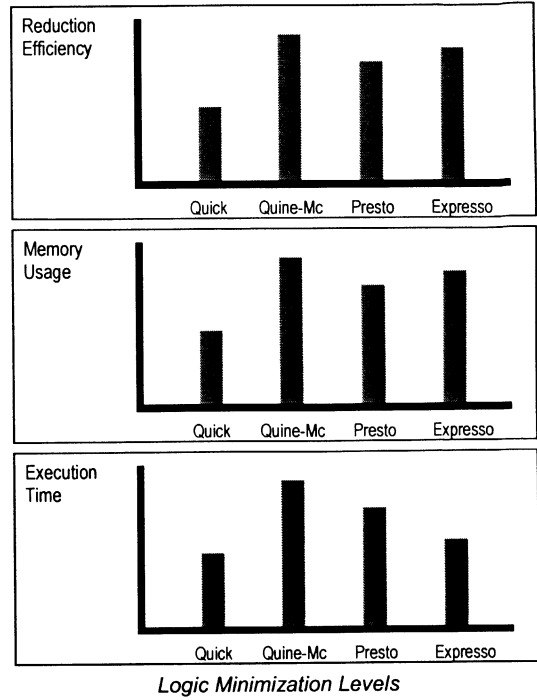 Reduction
Efficiency
Quick Quine-Mc Presto Expresso
Memory
Usage
Quick Quine-Mc Presto Expresso
Execution
Time
Quick Quine-Mc Presto Expresso
Logic Minimization Levels